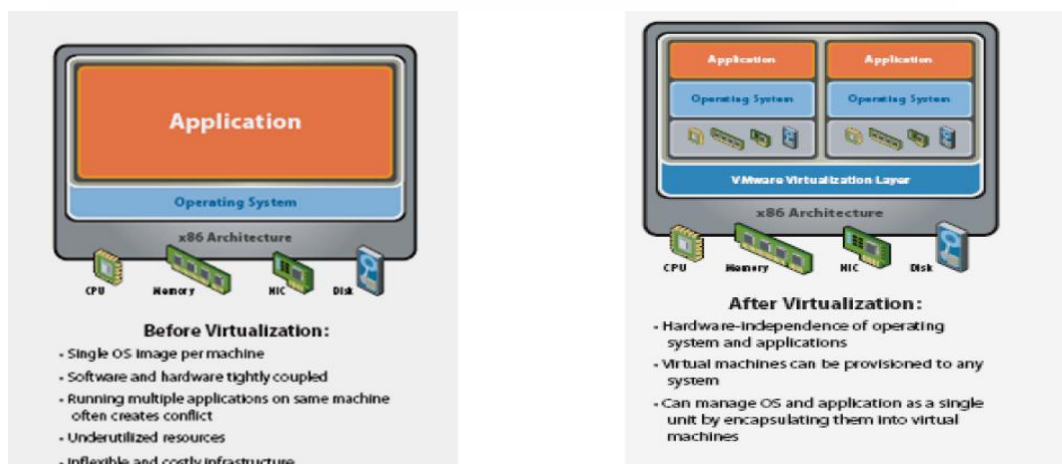 Application
Operating System
x86 Architecture
CPU
Memory
NIC
Disk
Before Virtualization:
- Single OS image per machine
- Software and hardware tightly coupled
- Running multiple applications on same machine
often creates conflict
- Underutilized resources
- Inflexible and costly infrastructure
Application Application
Operating System Operating System
VMware Virtualization Layer
x86 Architecture
CPU
Memory
NIC
Disk
After Virtualization:
- Hardware-independence of operating
system and applications
- Virtual machines can be provisioned to any
system
- Can manage OS and application as a single
unit by encapsulating them into virtual
machines